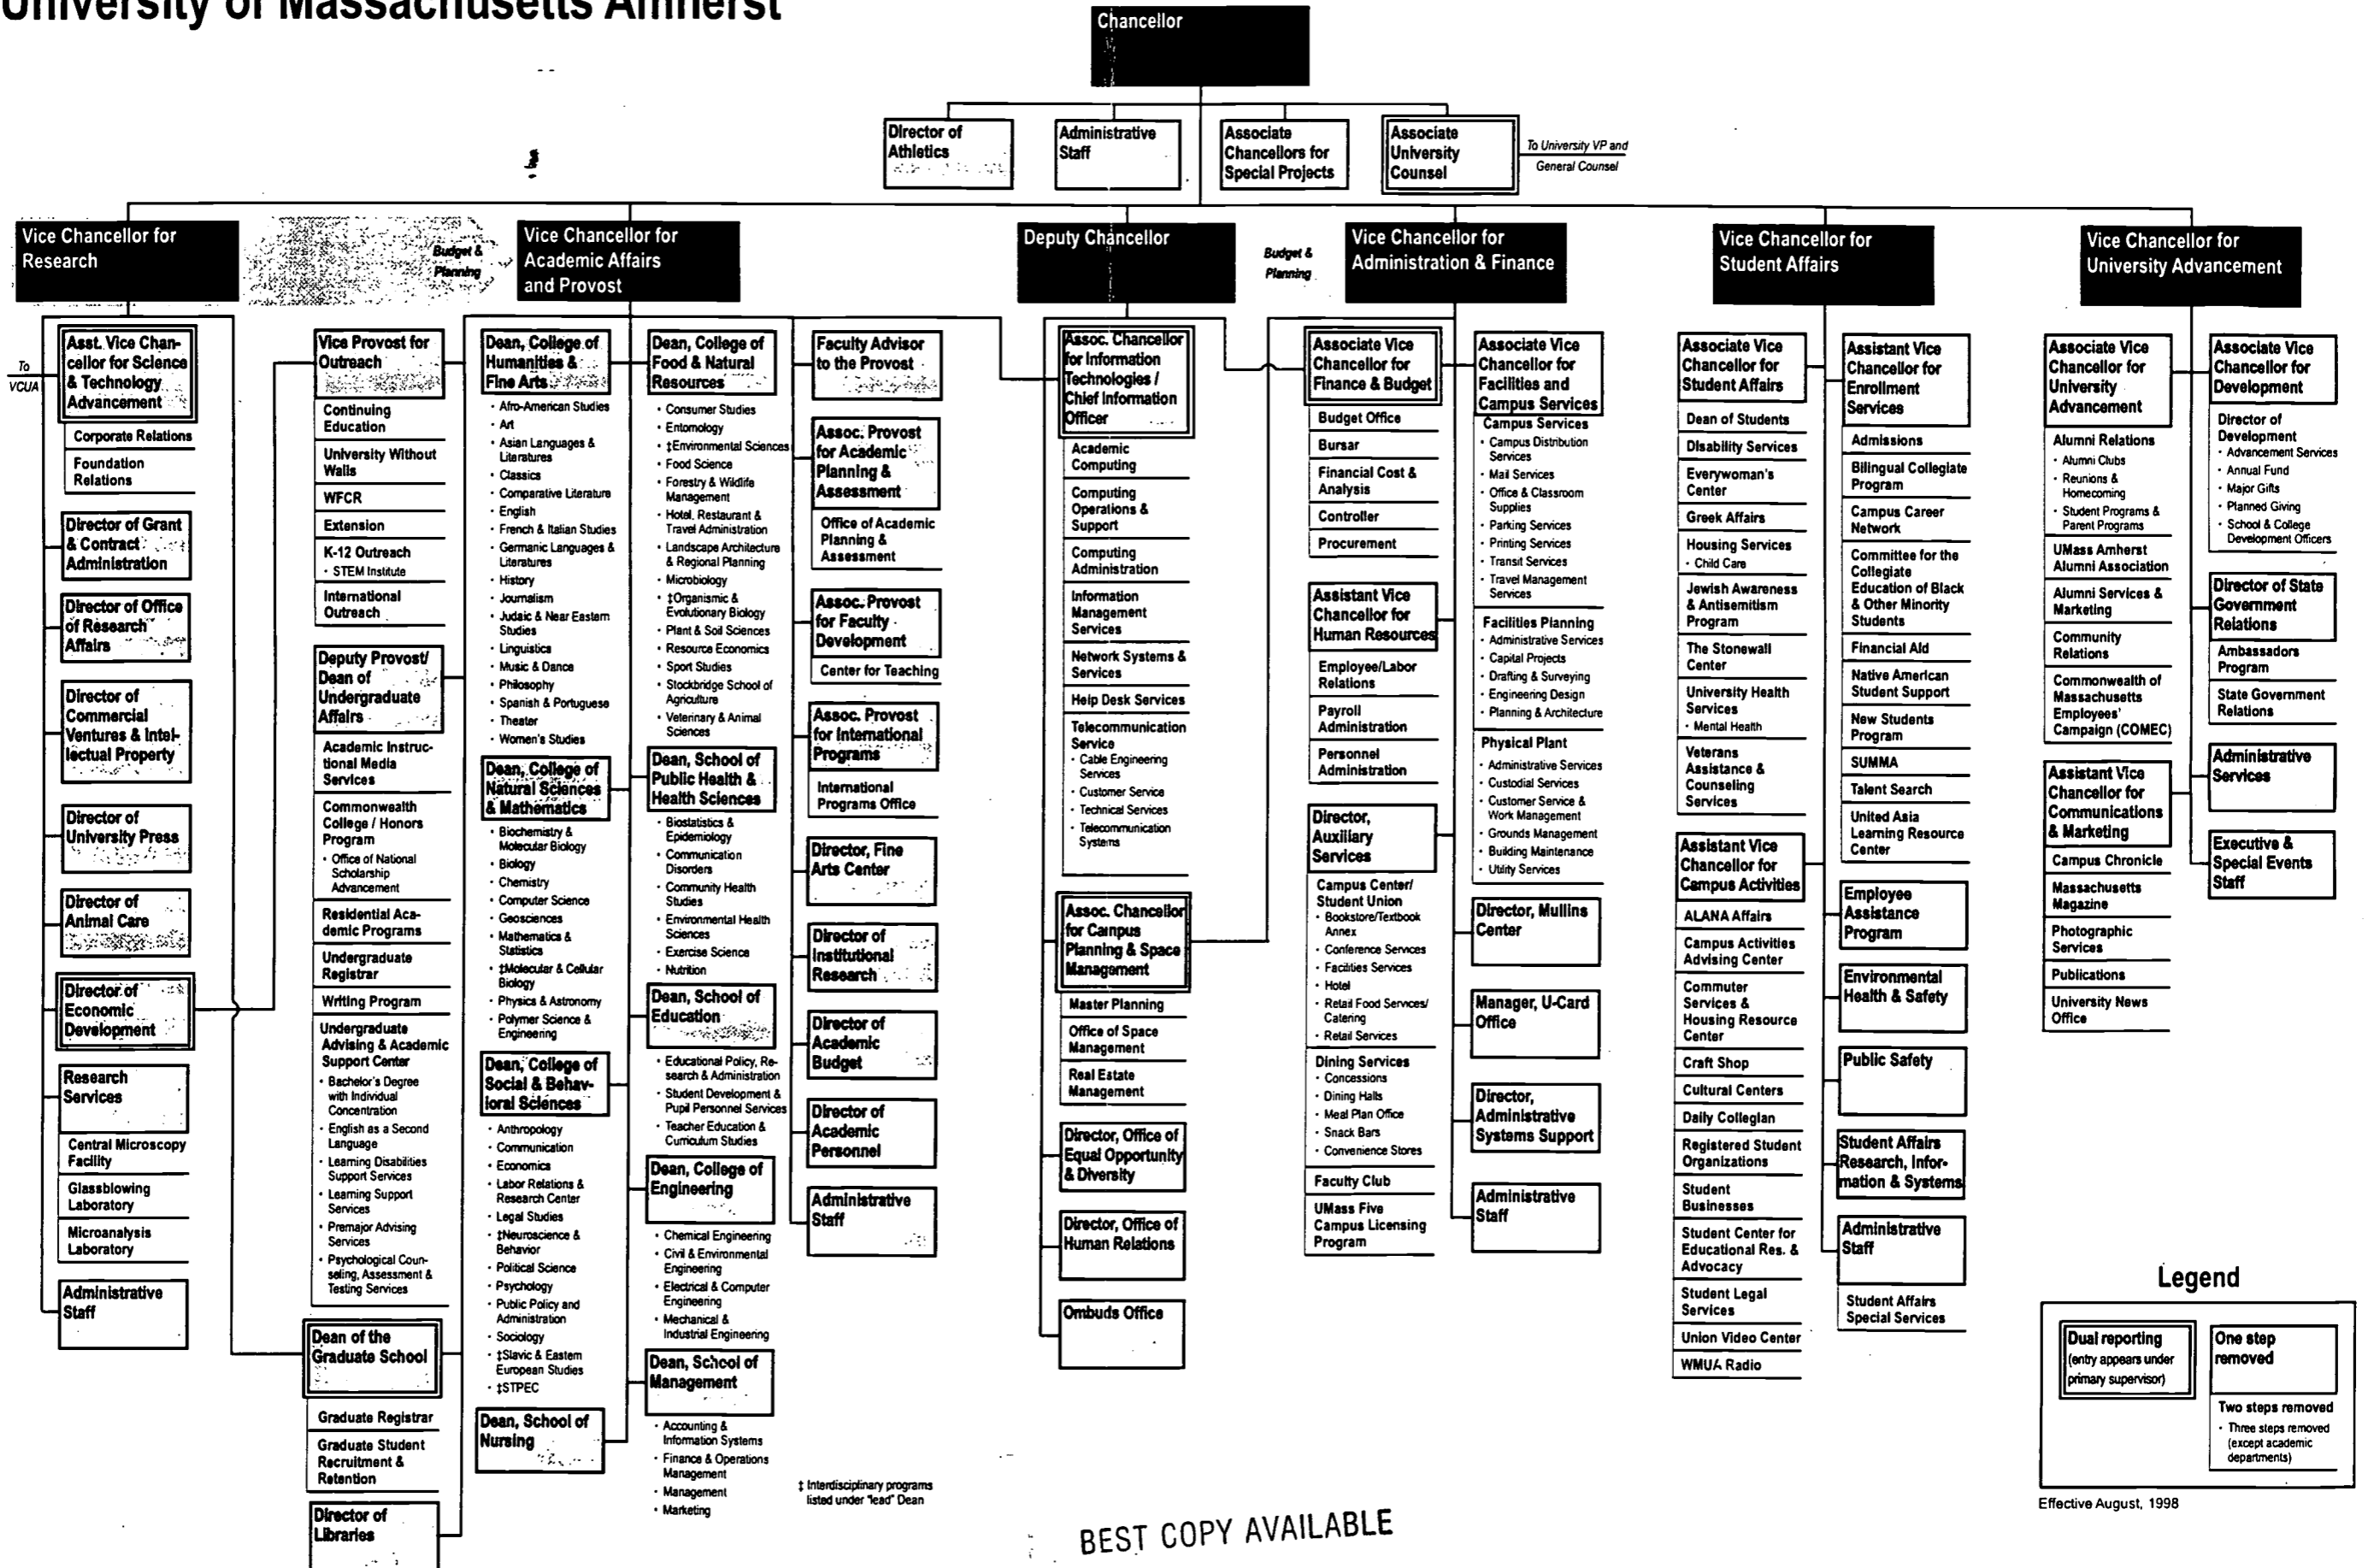 University of Massachusetts Amherst
Chancellor
Director of
Athletics
Administrative
Staff
Associate
Chancellors for
Special Projects
Associate
University
Counsel
To University VP and
General Counsel
Vice Chancellor for
Research
Budget &
Planning
Vice Chancellor for
Academic Affairs
and Provost
Deputy Chancellor
Budget &
Planning
Vice Chancellor for
Administration & Finance
Vice Chancellor for
Student Affairs
Vice Chancellor for
University Advancement
To
VCUA
Asst. Vice Chan-
cellor for Science
& Technology
Advancement
Corporate Relations
Foundation
Relations
Director of Grant
& Contract
Administration
Director of Office
of Research
Affairs
Director of
Commercial
Ventures & Intel-
lectual Property
Director of
University Press
Director of
Animal Care
Director of
Economic
Development
Research
Services
Central Microscopy
Facility
Glassblowing
Laboratory
Microanalysis
Laboratory
Administrative
Staff
Vice Provost for
Outreach
Continuing
Education
University Without
Walls
WFCR
Extension
K-12 Outreach
• STEM Institute
International
Outreach
Deputy Provost/
Dean of
Undergraduate
Affairs
Academic Instruc-
tional Media
Services
Commonwealth
College / Honors
Program
• Office of National
Scholarship
Advancement
Residential Aca-
demic Programs
Undergraduate
Registrar
Writing Program
Undergraduate
Advising & Academic
Support Center
• Bachelor's Degree
with Individual
Concentration
• English as a Second
Language
• Learning Disabilities
Support Services
• Learning Support
Services
• Premajor Advising
Services
• Psychological Coun-
seling, Assessment &
Testing Services
Dean of the
Graduate School
Graduate Registrar
Graduate Student
Recruitment &
Retention
Director of
Libraries
Dean, College of
Humanities &
Fine Arts
• Afro-American Studies
• Art
• Asian Languages &
Literatures
• Classics
• Comparative Literature
• English
• French & Italian Studies
• Germanic Languages &
Literatures
• History
• Journalism
• Judaic & Near Eastern
Studies
• Linguistics
• Music & Dance
• Philosophy
• Spanish & Portuguese
• Theater
• Women's Studies
Dean, College of
Natural Sciences
& Mathematics
• Biochemistry &
Molecular Biology
• Biology
• Chemistry
• Computer Science
• Geosciences
• Mathematics &
Statistics
• ‡Molecular & Cellular
Biology
• Physics & Astronomy
• Polymer Science &
Engineering
Dean, College of
Social & Behav-
ioral Sciences
• Anthropology
• Communication
• Economics
• Labor Relations &
Research Center
• Legal Studies
• ‡Neuroscience &
Behavior
• Political Science
• Psychology
• Public Policy and
Administration
• Sociology
• ‡Slavic & Eastern
European Studies
• ‡STPEC
Dean, School of
Nursing
Dean, College of
Food & Natural
Resources
• Consumer Studies
• Entomology
• ‡Environmental Sciences
• Food Science
• Forestry & Wildlife
Management
• Hotel, Restaurant &
Travel Administration
• Landscape Architecture
& Regional Planning
• Microbiology
• ‡Organismic &
Evolutionary Biology
• Plant & Soil Sciences
• Resource Economics
• Sport Studies
• Stockbridge School of
Agriculture
• Veterinary & Animal
Sciences
Dean, School of
Public Health &
Health Sciences
• Biostatistics &
Epidemiology
• Communication
Disorders
• Community Health
Studies
• Environmental Health
Sciences
• Exercise Science
• Nutrition
Dean, School of
Education
• Educational Policy, Re-
search & Administration
• Student Development &
Pupil Personnel Services
• Teacher Education &
Curriculum Studies
Dean, College of
Engineering
• Chemical Engineering
• Civil & Environmental
Engineering
• Electrical & Computer
Engineering
• Mechanical &
Industrial Engineering
Dean, School of
Management
• Accounting &
Information Systems
• Finance & Operations
Management
• Management
• Marketing
Faculty Advisor
to the Provost
Assoc. Provost
for Academic
Planning &
Assessment
Office of Academic
Planning &
Assessment
Assoc. Provost
for Faculty
Development
Center for Teaching
Assoc. Provost
for International
Programs
International
Programs Office
Director, Fine
Arts Center
Director of
Institutional
Research
Director of
Academic
Budget
Director of
Academic
Personnel
Administrative
Staff
‡ Interdisciplinary programs
listed under "lead" Dean
Assoc. Chancellor
for Information
Technologies /
Chief Information
Officer
Academic
Computing
Computing
Operations &
Support
Computing
Administration
Information
Management
Services
Network Systems &
Services
Help Desk Services
Telecommunication
Service
• Cable Engineering
Services
• Customer Service
• Technical Services
• Telecommunication
Systems
Assoc. Chancellor
for Campus
Planning & Space
Management
Master Planning
Office of Space
Management
Real Estate
Management
Director, Office of
Equal Opportunity
& Diversity
Director, Office of
Human Relations
Ombuds Office
Associate Vice
Chancellor for
Finance & Budget
Budget Office
Bursar
Financial Cost &
Analysis
Controller
Procurement
Assistant Vice
Chancellor for
Human Resources
Employee/Labor
Relations
Payroll
Administration
Personnel
Administration
Director,
Auxiliary
Services
Campus Center/
Student Union
• Bookstore/Textbook
Annex
• Conference Services
• Facilities Services
• Hotel
• Retail Food Services/
Catering
• Retail Services
Dining Services
• Concessions
• Dining Halls
• Meal Plan Office
• Snack Bars
• Convenience Stores
Faculty Club
UMass Five
Campus Licensing
Program
Associate Vice
Chancellor for
Facilities and
Campus Services
Campus Services
• Campus Distribution
Services
• Mail Services
• Office & Classroom
Supplies
• Parking Services
• Printing Services
• Transit Services
• Travel Management
Services
Facilities Planning
• Administrative Services
• Capital Projects
• Drafting & Surveying
• Engineering Design
• Planning & Architecture
Physical Plant
• Administrative Services
• Custodial Services
• Customer Service &
Work Management
• Grounds Management
• Building Maintenance
• Utility Services
Director, Mullins
Center
Manager, U-Card
Office
Director,
Administrative
Systems Support
Administrative
Staff
Associate Vice
Chancellor for
Student Affairs
Dean of Students
Disability Services
Everywoman's
Center
Greek Affairs
Housing Services
• Child Care
Jewish Awareness
& Antisemitism
Program
The Stonewall
Center
University Health
Services
• Mental Health
Veterans
Assistance &
Counseling
Services
Assistant Vice
Chancellor for
Campus Activities
ALANA Affairs
Campus Activities
Advising Center
Commuter
Services &
Housing Resource
Center
Craft Shop
Cultural Centers
Daily Collegian
Registered Student
Organizations
Student
Businesses
Student Center for
Educational Res. &
Advocacy
Student Legal
Services
Union Video Center
WMUA Radio
Assistant Vice
Chancellor for
Enrollment
Services
Admissions
Bilingual Collegiate
Program
Campus Career
Network
Committee for the
Collegiate
Education of Black
& Other Minority
Students
Financial Aid
Native American
Student Support
New Students
Program
SUMMA
Talent Search
United Asia
Learning Resource
Center
Employee
Assistance
Program
Environmental
Health & Safety
Public Safety
Student Affairs
Research, Infor-
mation & Systems
Administrative
Staff
Student Affairs
Special Services
Associate Vice
Chancellor for
University
Advancement
Alumni Relations
• Alumni Clubs
• Reunions &
Homecoming
• Student Programs &
Parent Programs
UMass Amherst
Alumni Association
Alumni Services &
Marketing
Community
Relations
Commonwealth of
Massachusetts
Employees'
Campaign (COMEC)
Assistant Vice
Chancellor for
Communications
& Marketing
Campus Chronicle
Massachusetts
Magazine
Photographic
Services
Publications
University News
Office
Associate Vice
Chancellor for
Development
Director of
Development
• Advancement Services
• Annual Fund
• Major Gifts
• Planned Giving
• School & College
Development Officers
Director of State
Government
Relations
Ambassadors
Program
State Government
Relations
Administrative
Services
Executive &
Special Events
Staff
Legend
Dual reporting
(entry appears under
primary supervisor)
One step
removed
Two steps removed
• Three steps removed
(except academic
departments)
Effective August, 1998
BEST COPY AVAILABLE